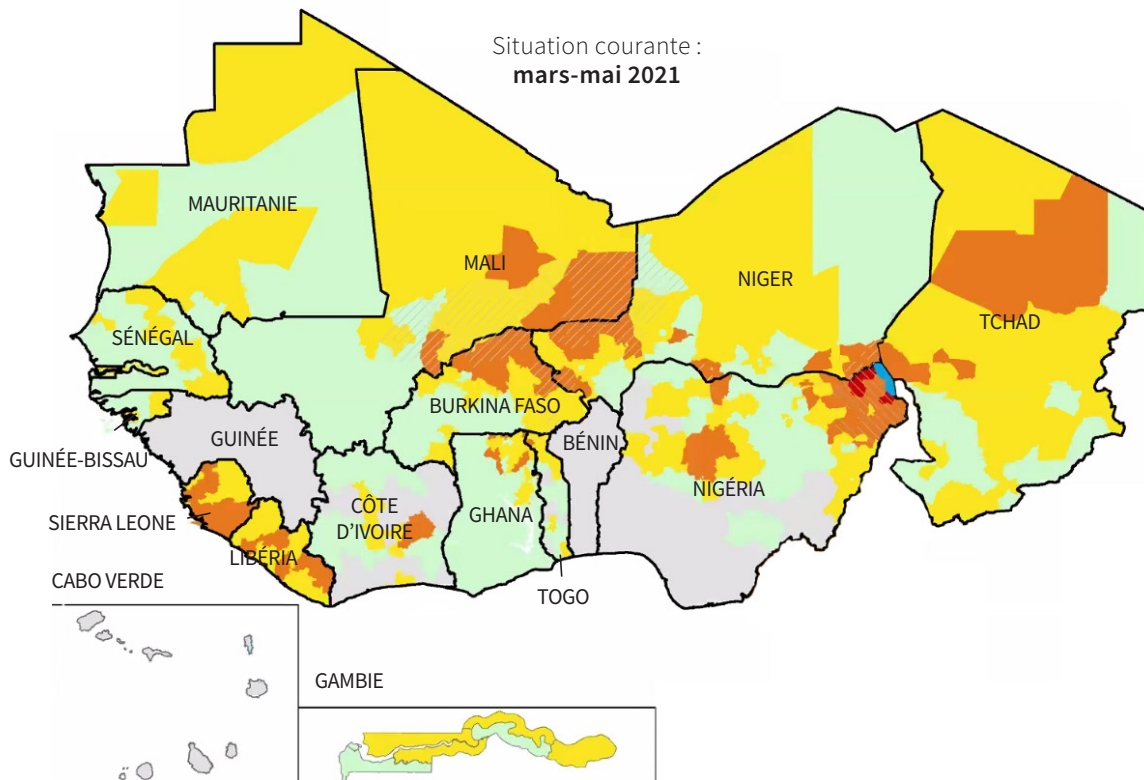 Situation courante :
mars-mai 2021
MAURITANIE
MALI
NIGER
TCHAD
SÉNÉGAL
BURKINA FASO
GUINÉE
BÉNIN
GUINÉE-BISSAU
NIGÉRIA
CÔTE
D'IVOIRE
GHANA
SIERRA LEONE
LIBÉRIA
CABO VERDE
TOGO
GAMBIE